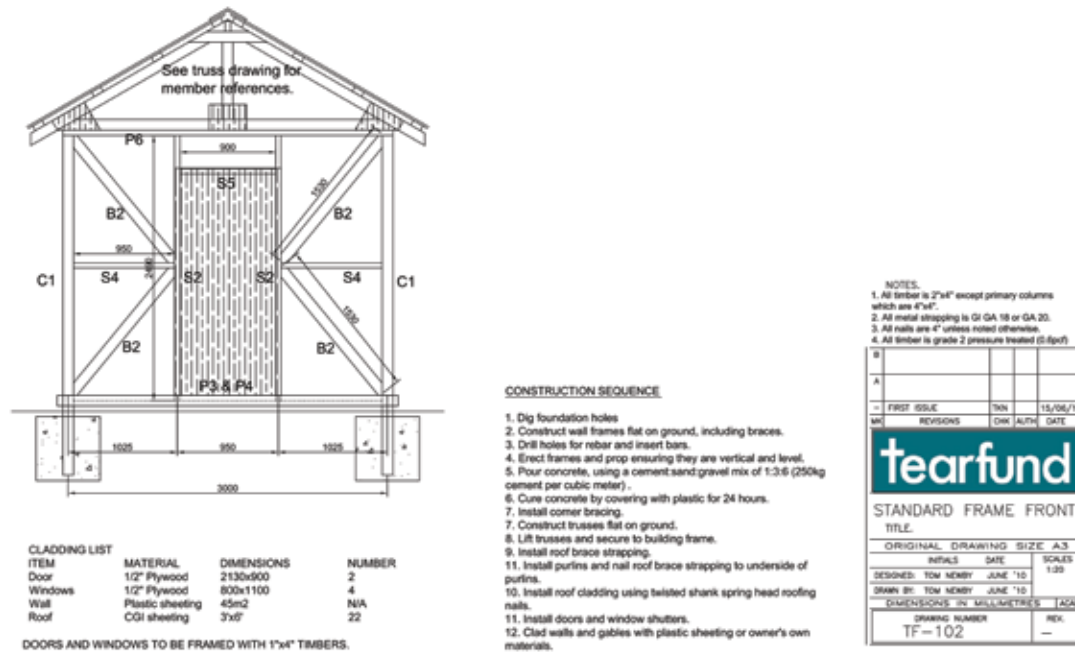 See truss drawing for
member references.
P6
900
S5
1530
B2
B2
950
2490
C1
S4
S2
S2
S4
C1
1530
B2
B2
P3 & P4
1025
950
1025
3000
CLADDING LIST
ITEM MATERIAL DIMENSIONS NUMBER
Door 1/2" Plywood 2130x900 2
Windows 1/2" Plywood 800x1100 4
Wall Plastic sheeting 45m2 N/A
Roof CGI sheeting 3'x6' 22
DOORS AND WINDOWS TO BE FRAMED WITH 1"x4" TIMBERS.
CONSTRUCTION SEQUENCE
1. Dig foundation holes
2. Construct wall frames flat on ground, including braces.
3. Drill holes for rebar and insert bars.
4. Erect frames and prop ensuring they are vertical and level.
5. Pour concrete, using a cement:sand:gravel mix of 1:3:6 (250kg
cement per cubic meter) .
6. Cure concrete by covering with plastic for 24 hours.
7. Install corner bracing.
7. Construct trusses flat on ground.
8. Lift trusses and secure to building frame.
9. Install roof brace strapping.
11. Install purlins and nail roof brace strapping to underside of
purlins.
10. Install roof cladding using twisted shank spring head roofing
nails.
11. Install doors and window shutters.
12. Clad walls and gables with plastic sheeting or owner's own
materials.
NOTES.
1. All timber is 2"x4" except primary columns
which are 4"x4".
2. All metal strapping is GI GA 18 or GA 20.
3. All nails are 4" unless noted otherwise.
4. All timber is grade 2 pressure treated (0.6pcf)
B
A
- FIRST ISSUE TKN 15/06/1
MK REVISIONS CHK AUTH DATE
tearfund
STANDARD FRAME FRONT
TITLE.
ORIGINAL DRAWING SIZE A3
INITIALS DATE SCALES
DESIGNED: TOM NEWBY JUNE '10 1:20
DRAWN BY: TOM NEWBY JUNE '10
DIMENSIONS IN MILLIMETRES
DRAWING NUMBER REV.
TF-102 -